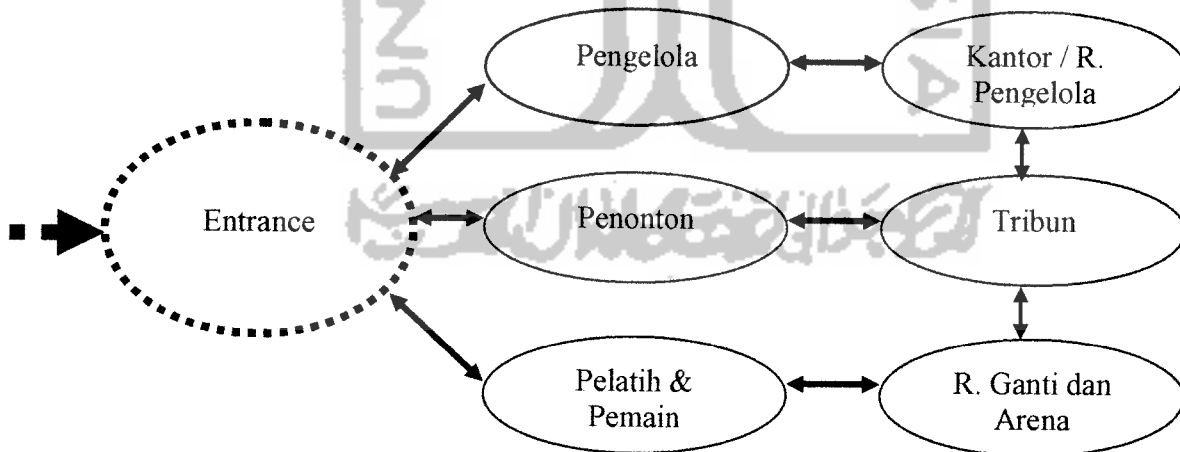 Pengelola
Kantor / R.
Pengelola
Entrance
Penonton
Tribun
Pelatih &
Pemain
R. Ganti dan
Arena